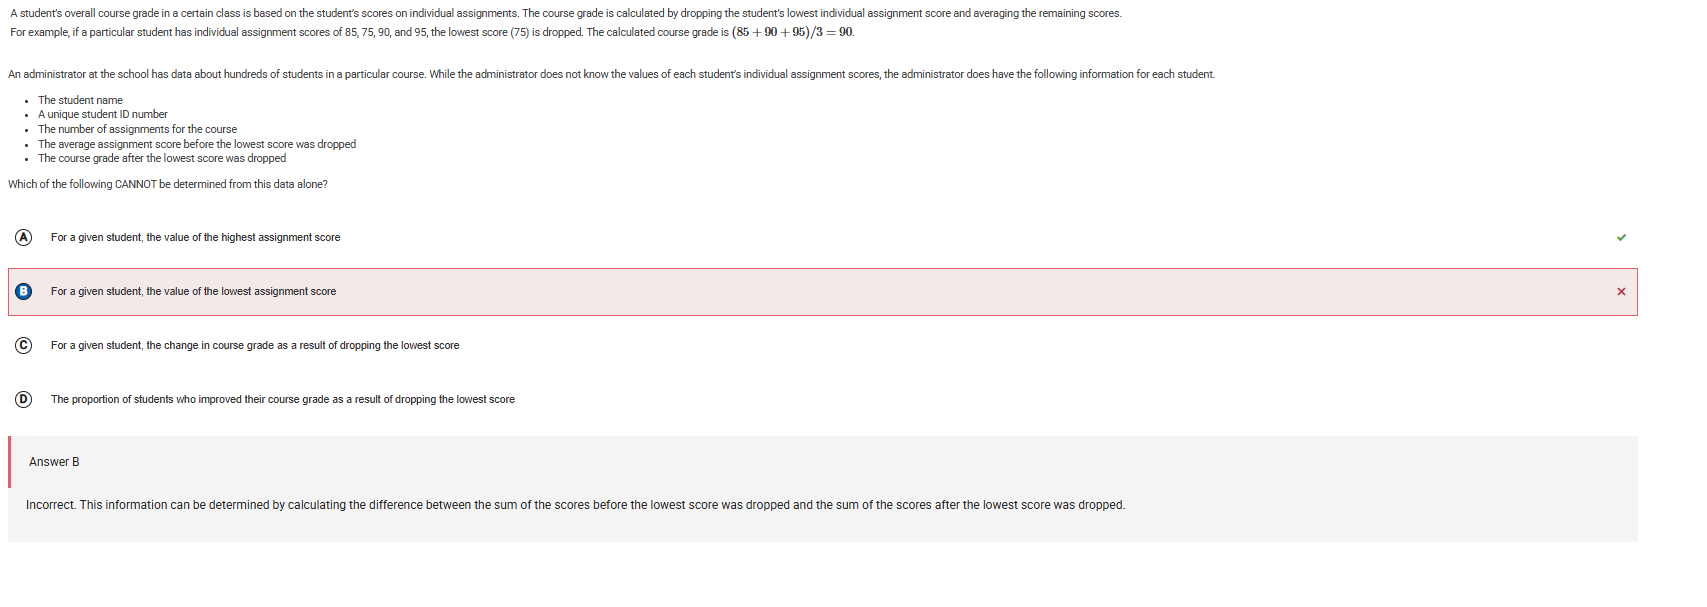 A student's overall course grade in a certain class is based on the student's scores on individual assignments. The course grade is calculated by dropping the student's lowest individual assignment score and averaging the remaining scores.
For example, if a particular student has individual assignment scores of 85, 75, 90, and 95, the lowest score (75) is dropped. The calculated course grade is (85 + 90 + 95)/3 = 90.
An administrator at the school has data about hundreds of students in a particular course. While the administrator does not know the values of each student's individual assignment scores, the administrator does have the following information for each student.
• The student name
• A unique student ID number
• The number of assignments for the course
• The average assignment score before the lowest score was dropped
• The course grade after the lowest score was dropped
Which of the following CANNOT be determined from this data alone?
A For a given student, the value of the highest assignment score ✓
B For a given student, the value of the lowest assignment score ✕
C For a given student, the change in course grade as a result of dropping the lowest score
D The proportion of students who improved their course grade as a result of dropping the lowest score
Answer B
Incorrect. This information can be determined by calculating the difference between the sum of the scores before the lowest score was dropped and the sum of the scores after the lowest score was dropped.